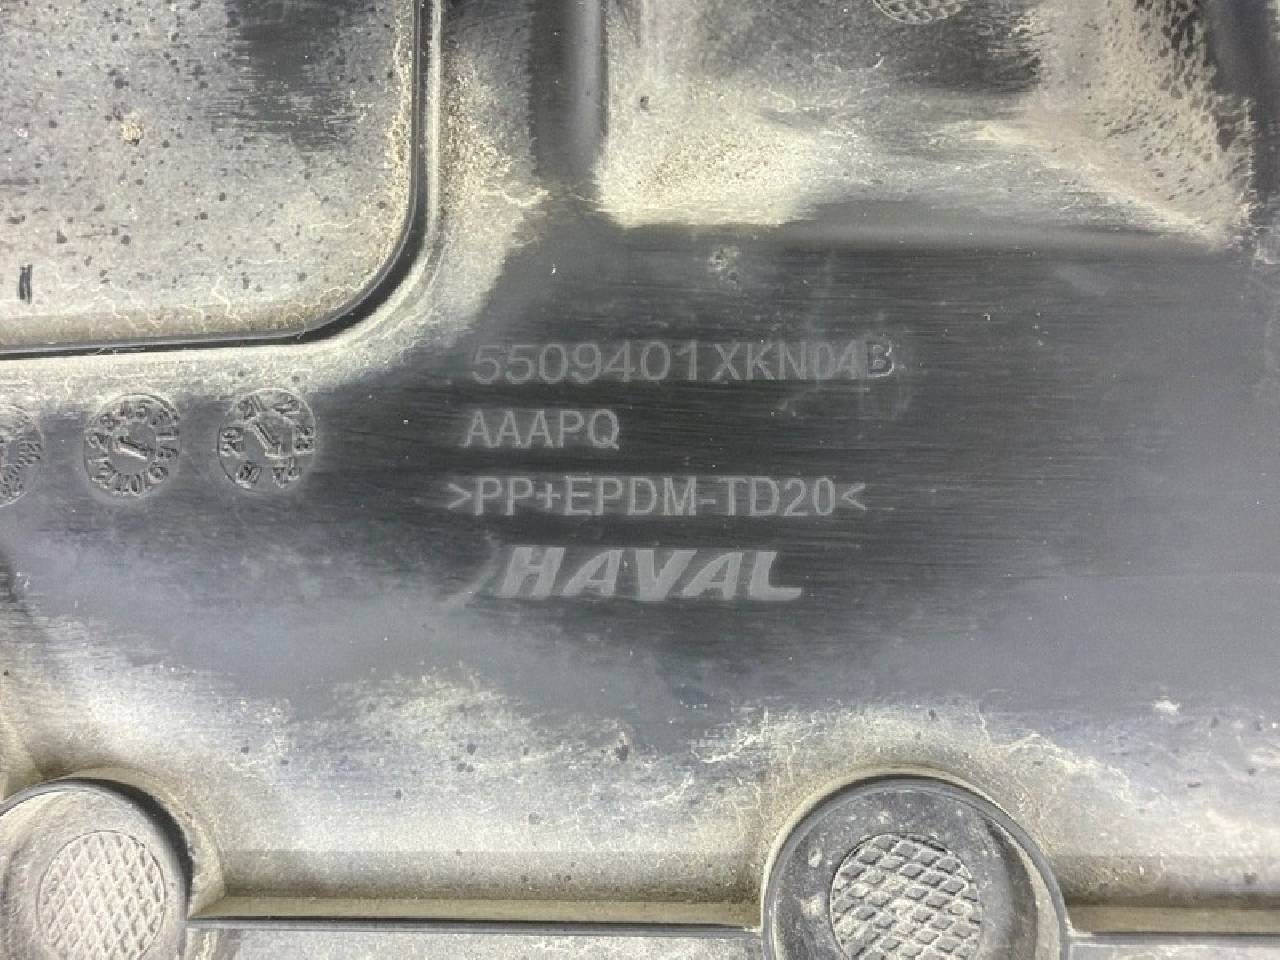 5509401XKN04B
AAAPQ
>PP+EPDM-TD20<
HAVAL